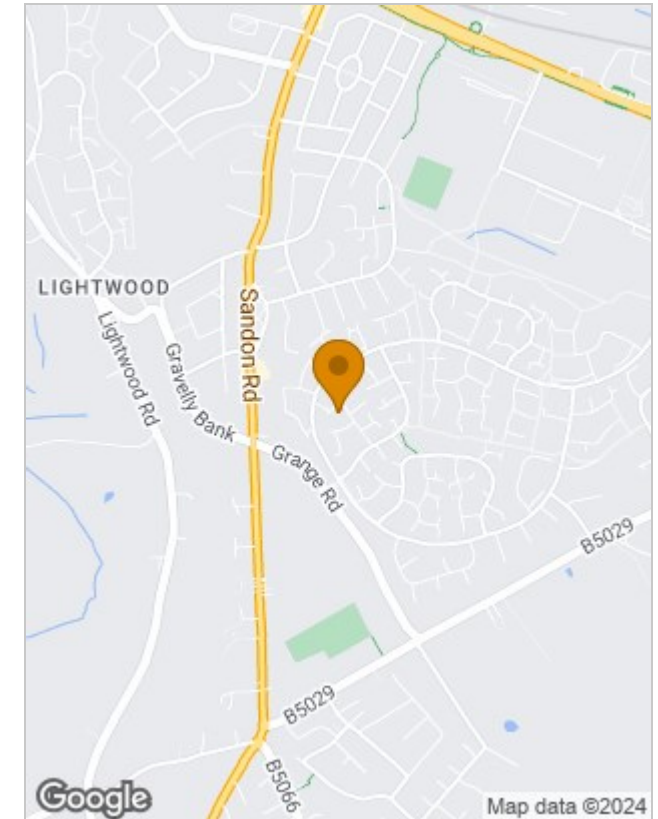 LIGHTWOOD
Sandon Rd
Lightwood Rd
Gravelly Bank
Grange Rd
B5029
B5029
B5066
Google
Map data ©2024